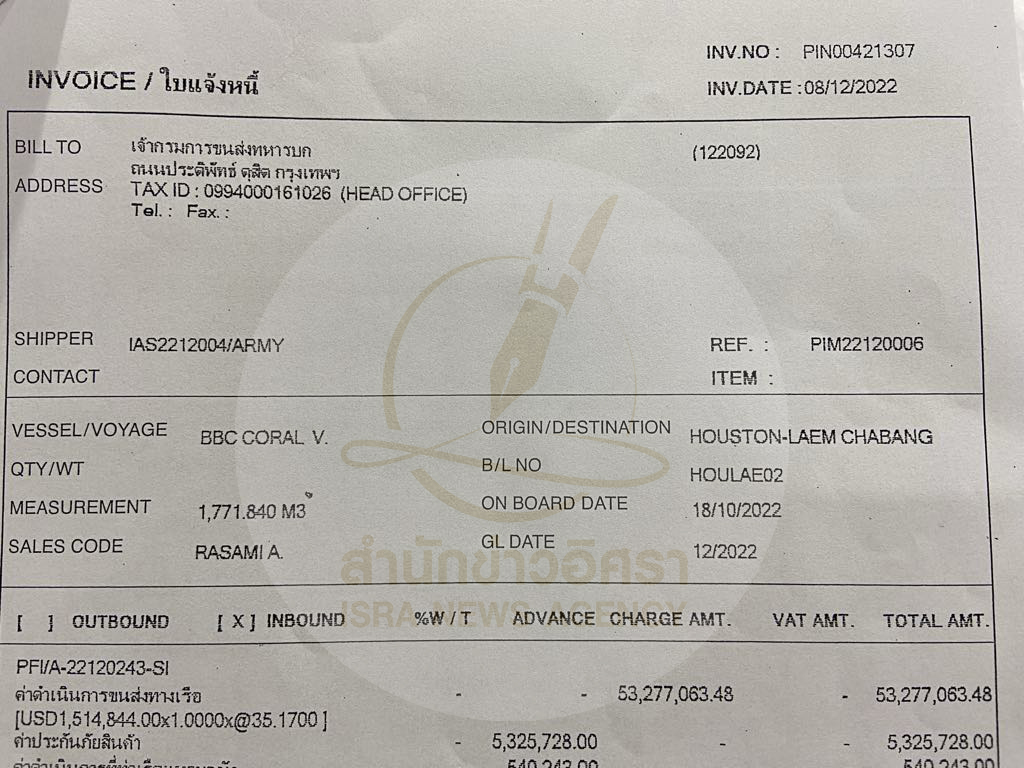 INV.NO : PIN00421307
INVOICE / ใบแจ้งหนี้
INV.DATE : 08/12/2022
BILL TO เจ้ากรมการขนส่งทหารบก (122092)
ถนนประดิพัทธ์ ดุสิต กรุงเทพฯ
ADDRESS TAX ID : 0994000161026 (HEAD OFFICE)
Tel. : Fax. :
SHIPPER IAS2212004/ARMY REF. : PIM22120006
CONTACT ITEM :
VESSEL/VOYAGE BBC CORAL V. ORIGIN/DESTINATION HOUSTON-LAEM CHABANG
QTY/WT B/L NO HOULAE02
MEASUREMENT 1,771.840 M3 ON BOARD DATE 18/10/2022
SALES CODE RASAMI A. GL DATE 12/2022
สำนักข่าวอิศรา
ISRA NEWS AGENCY
[ ] OUTBOUND [ X ] INBOUND %W / T ADVANCE CHARGE AMT. VAT AMT. TOTAL AMT.
PFI/A-22120243-SI
ค่าดำเนินการขนส่งทางเรือ - - 53,277,063.48 - 53,277,063.48
[USD1,514,844.00x1.0000x@35.1700 ]
ค่าประกันภัยสินค้า - 5,325,728.00 - - 5,325,728.00
540,243.00 540,243.00